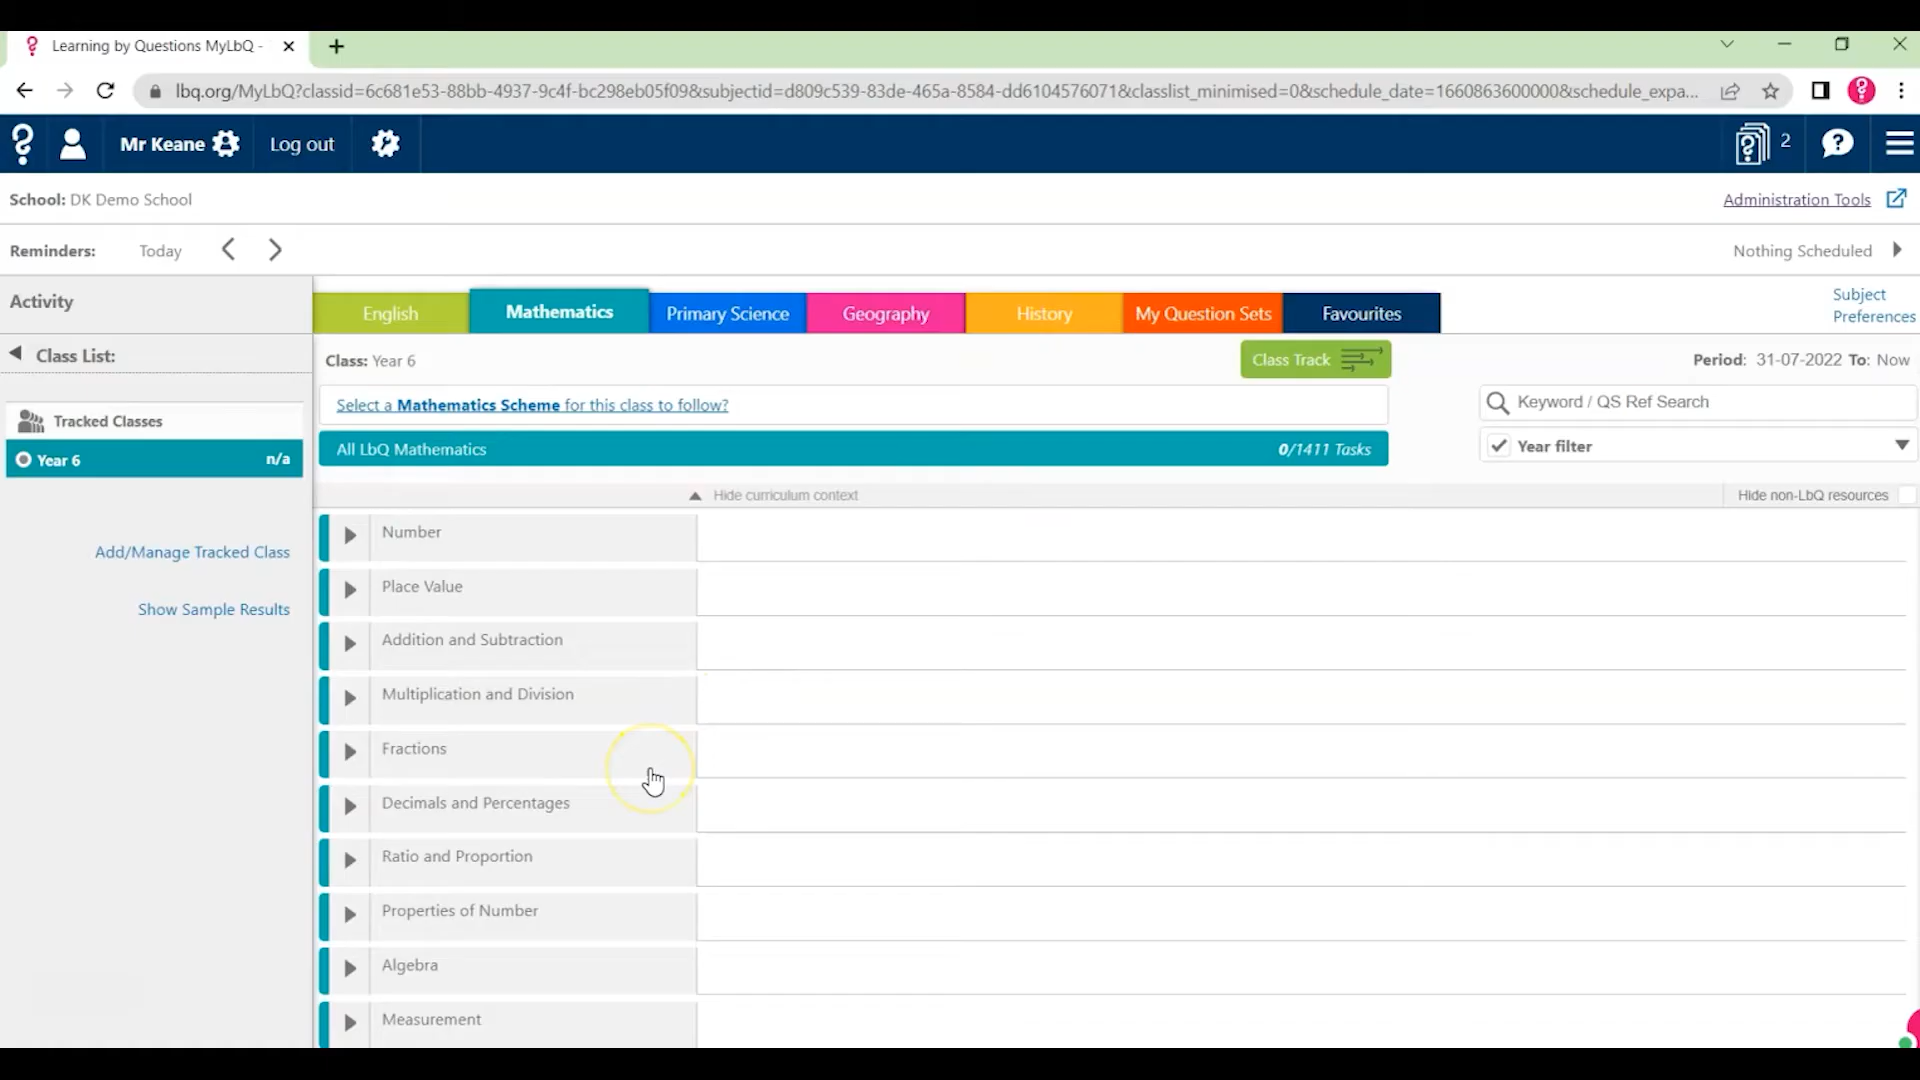 Learning by Questions MyLbQ -
lbq.org/MyLbQ?classid=6c681e53-88bb-4937-9c4f-bc298eb05f09&subjectid=d809c539-83de-465a-8584-dd6104576071&classlist_minimised=0&schedule_date=1660863600000&schedule_expa...
Mr Keane
Log out
2
School: DK Demo School
Administration Tools
Reminders: Today
Nothing Scheduled
Activity
English
Mathematics
Primary Science
Geography
History
My Question Sets
Favourites
Subject
Preferences
Class List:
Class: Year 6
Class Track
Period: 31-07-2022 To: Now
Select a Mathematics Scheme for this class to follow?
Keyword / QS Ref Search
Tracked Classes
All LbQ Mathematics
0/1411 Tasks
Year filter
Year 6 n/a
Hide curriculum context
Hide non-LbQ resources
Add/Manage Tracked Class
Show Sample Results
Number
Place Value
Addition and Subtraction
Multiplication and Division
Fractions
Decimals and Percentages
Ratio and Proportion
Properties of Number
Algebra
Measurement